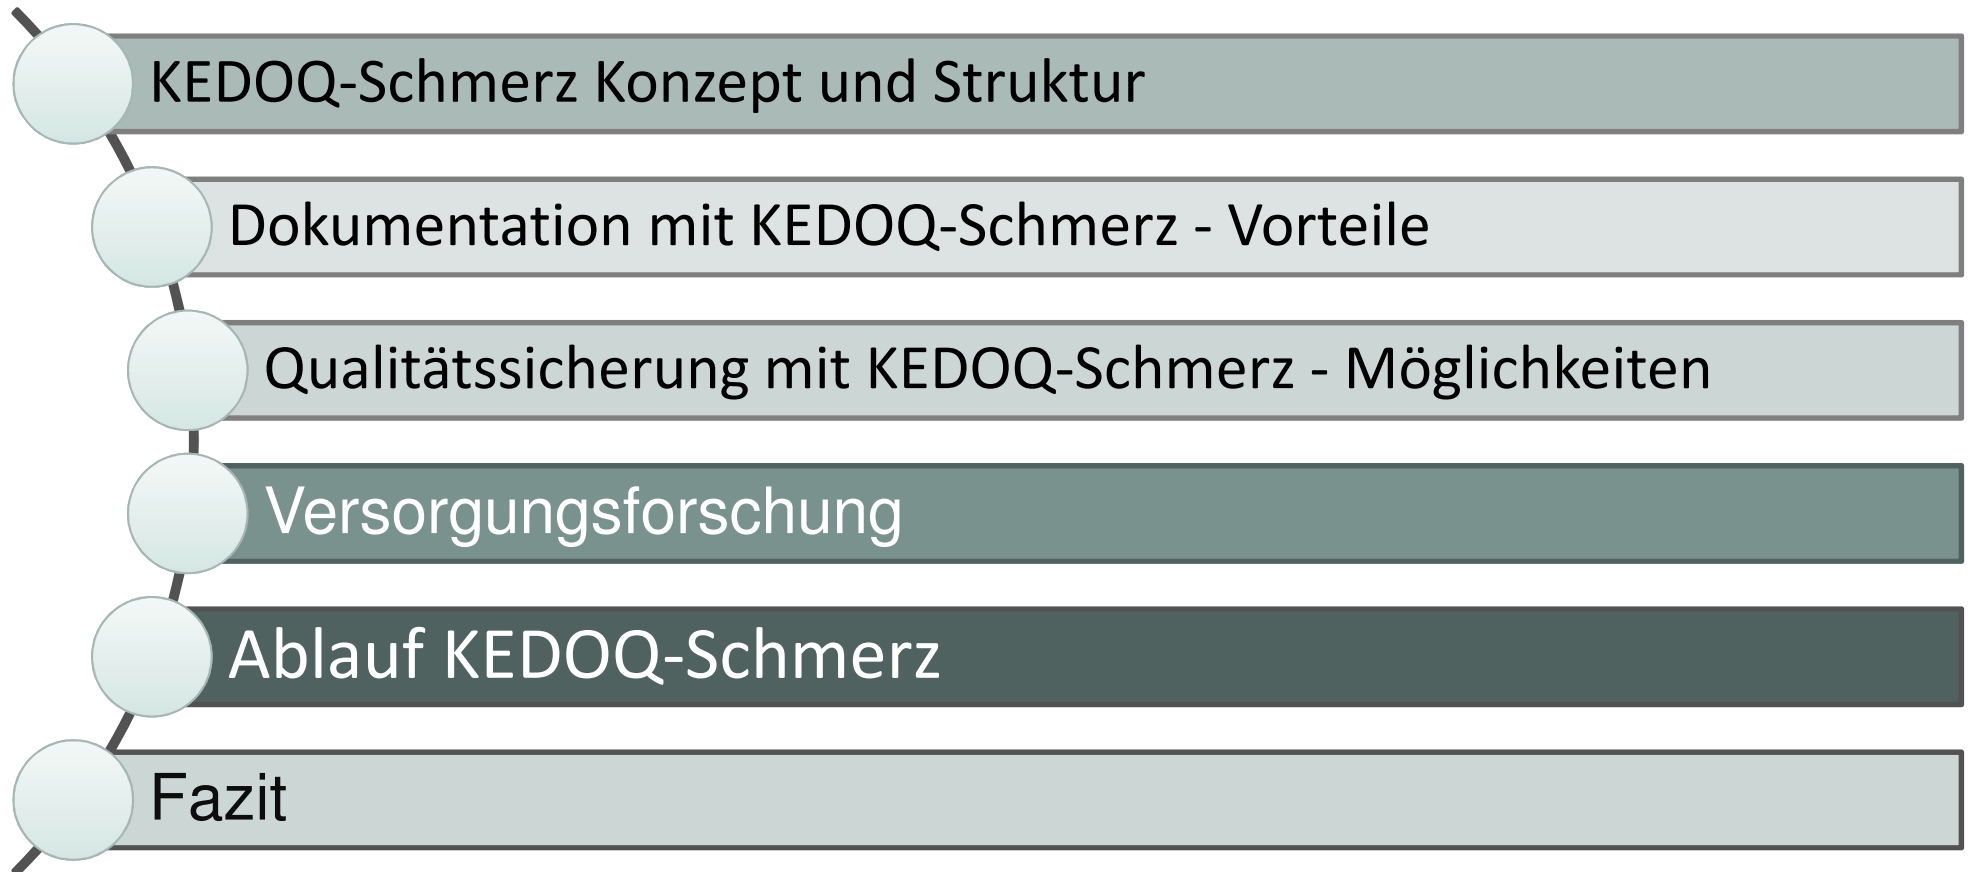 KEDOQ-Schmerz Konzept und Struktur
Dokumentation mit KEDOQ-Schmerz - Vorteile
Qualitätssicherung mit KEDOQ-Schmerz - Möglichkeiten
Versorgungsforschung
Ablauf KEDOQ-Schmerz
Fazit